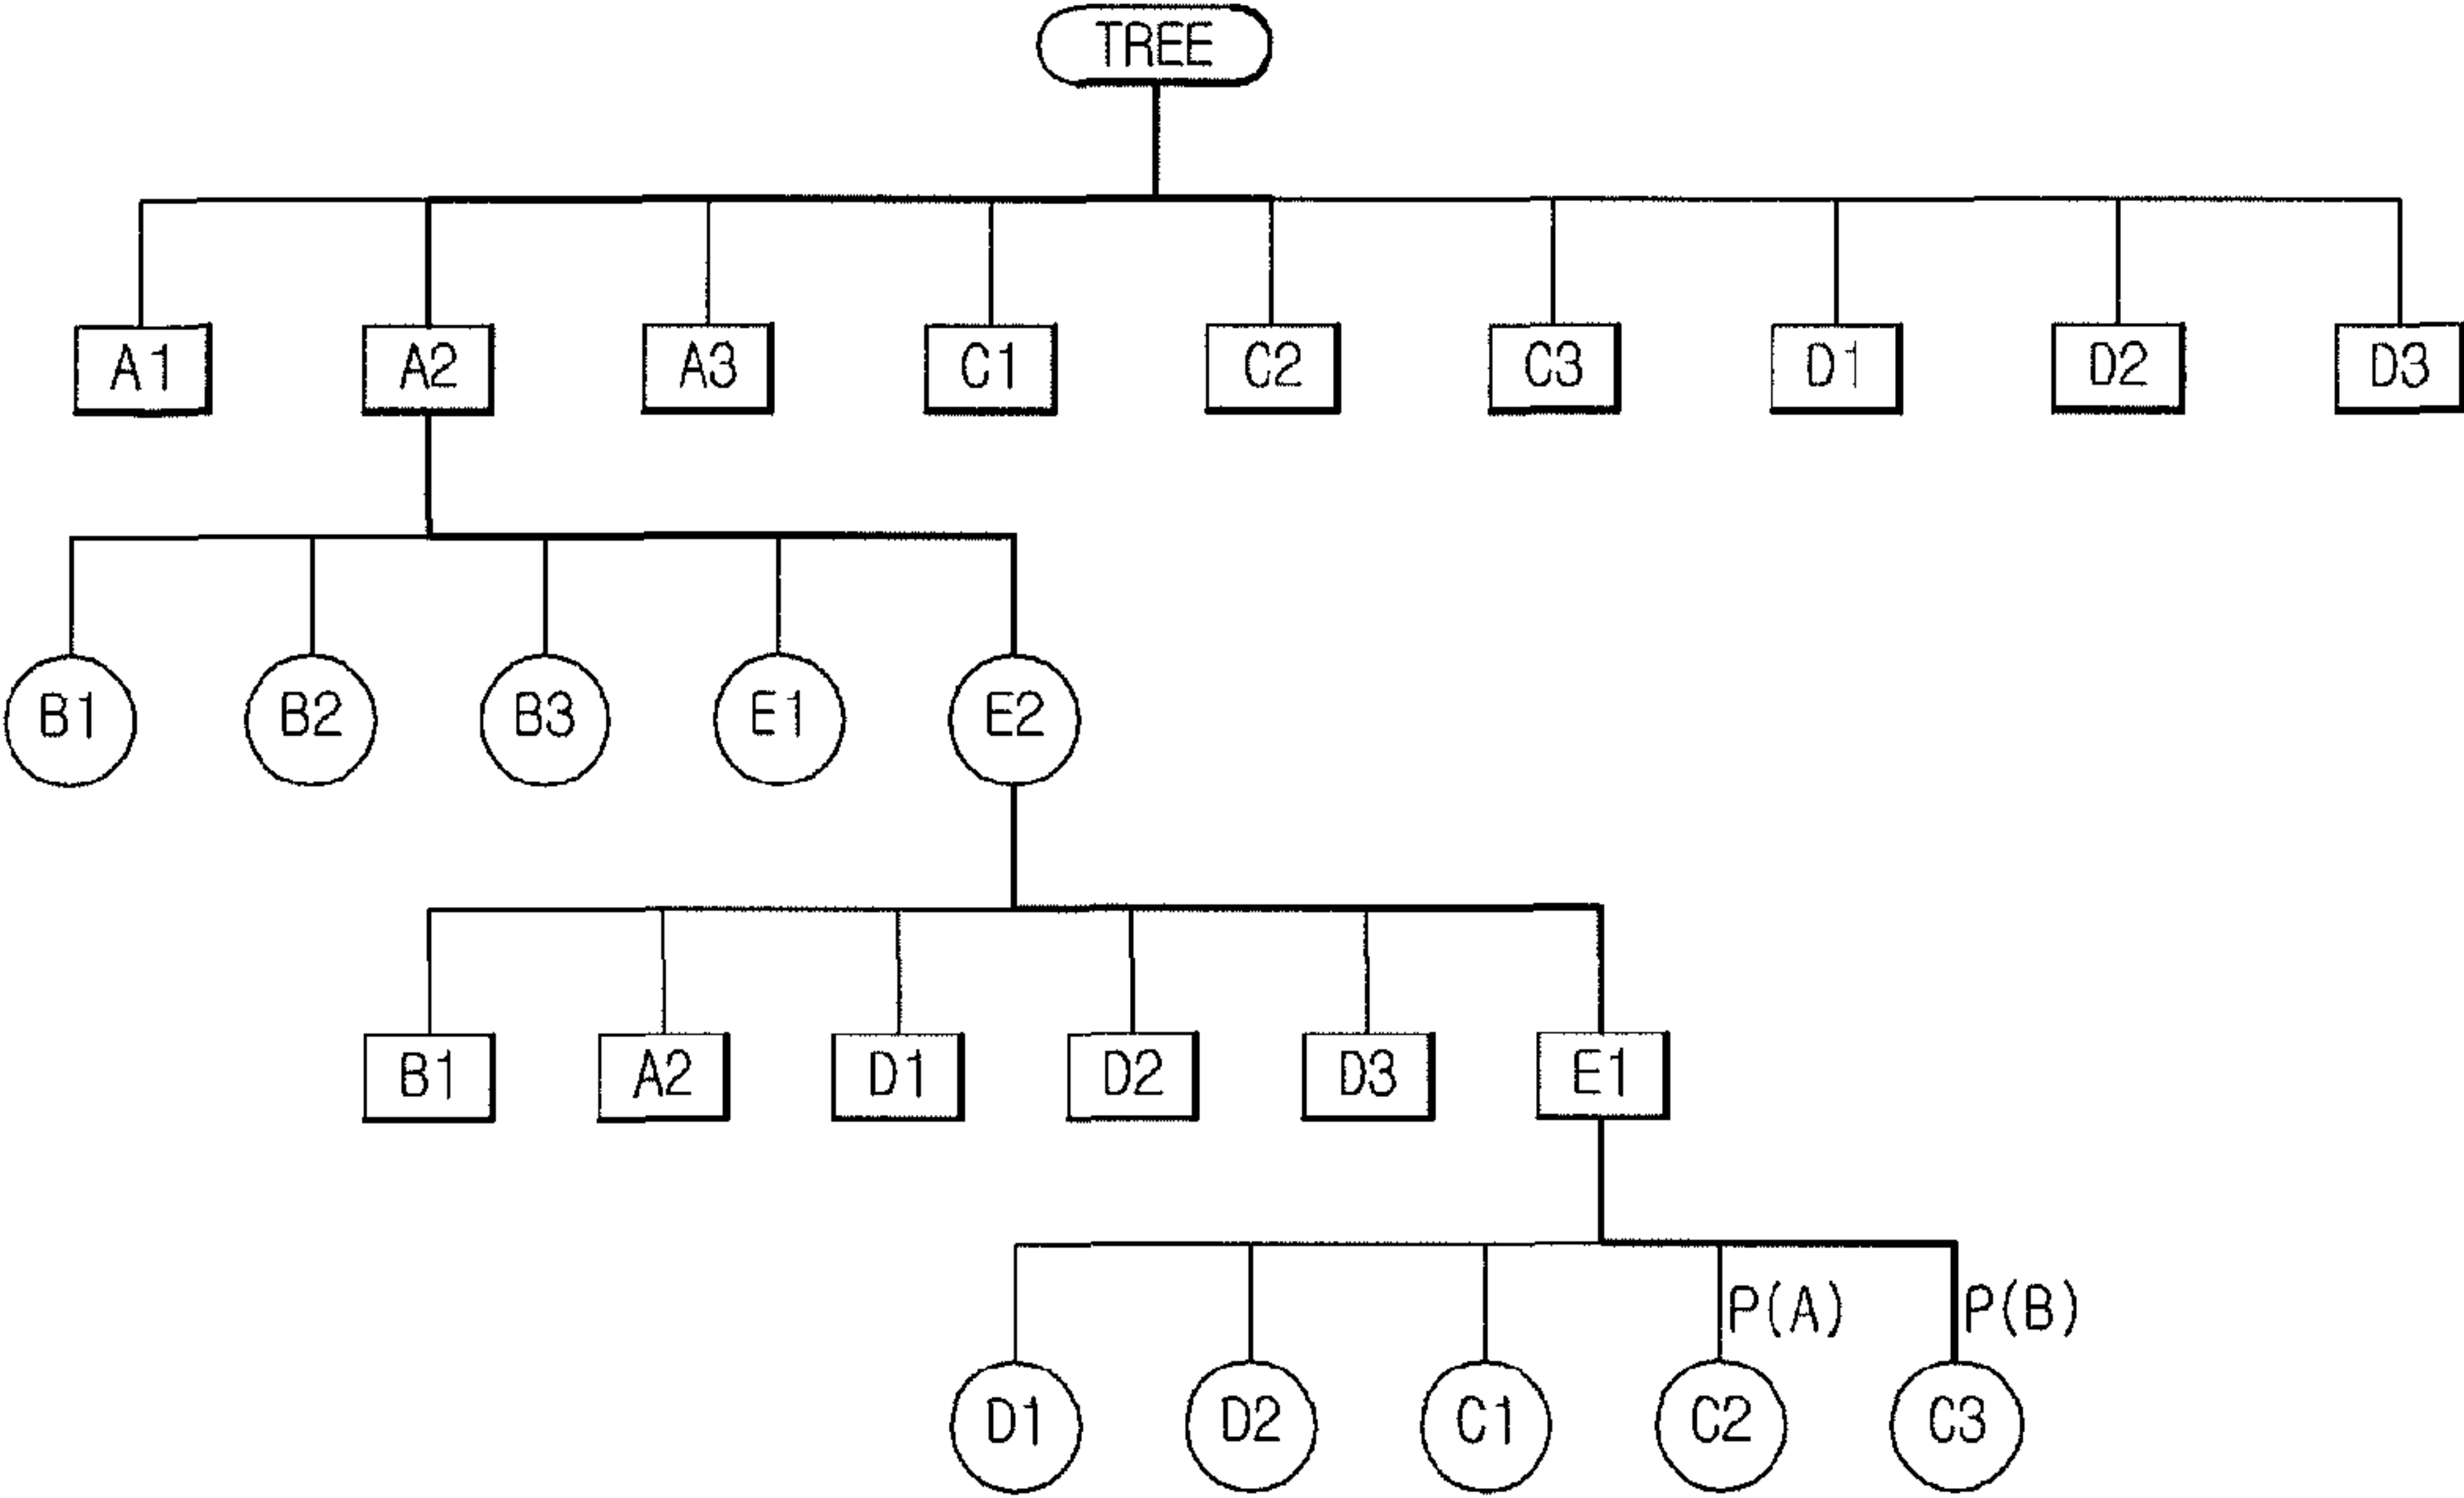 TREE
A1 A2 A3 C1 C2 C3 D1 D2 D3
B1 B2 B3 E1 E2
B1 A2 D1 D2 D3 E1
P(A) P(B)
D1 D2 C1 C2 C3